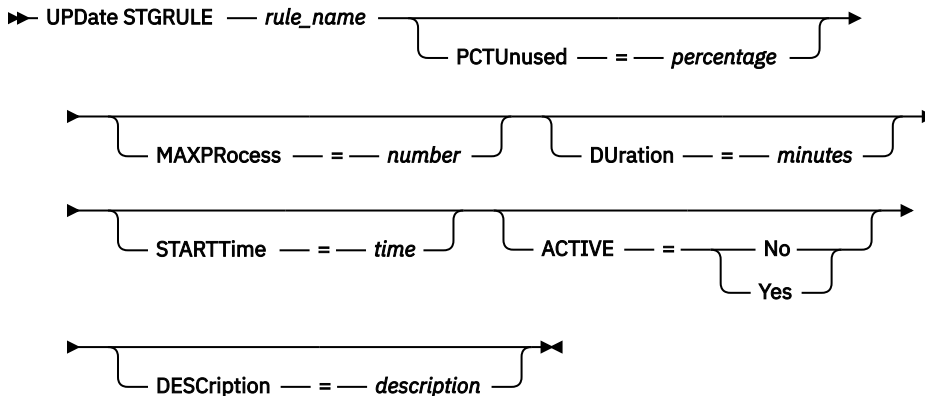 UPDate STGRULE — rule_name
PCTUnused — = — percentage
MAXPRocess — = — number DUration — = — minutes
STARTTime — = — time ACTIVE — = No
Yes
DESCription — = — description